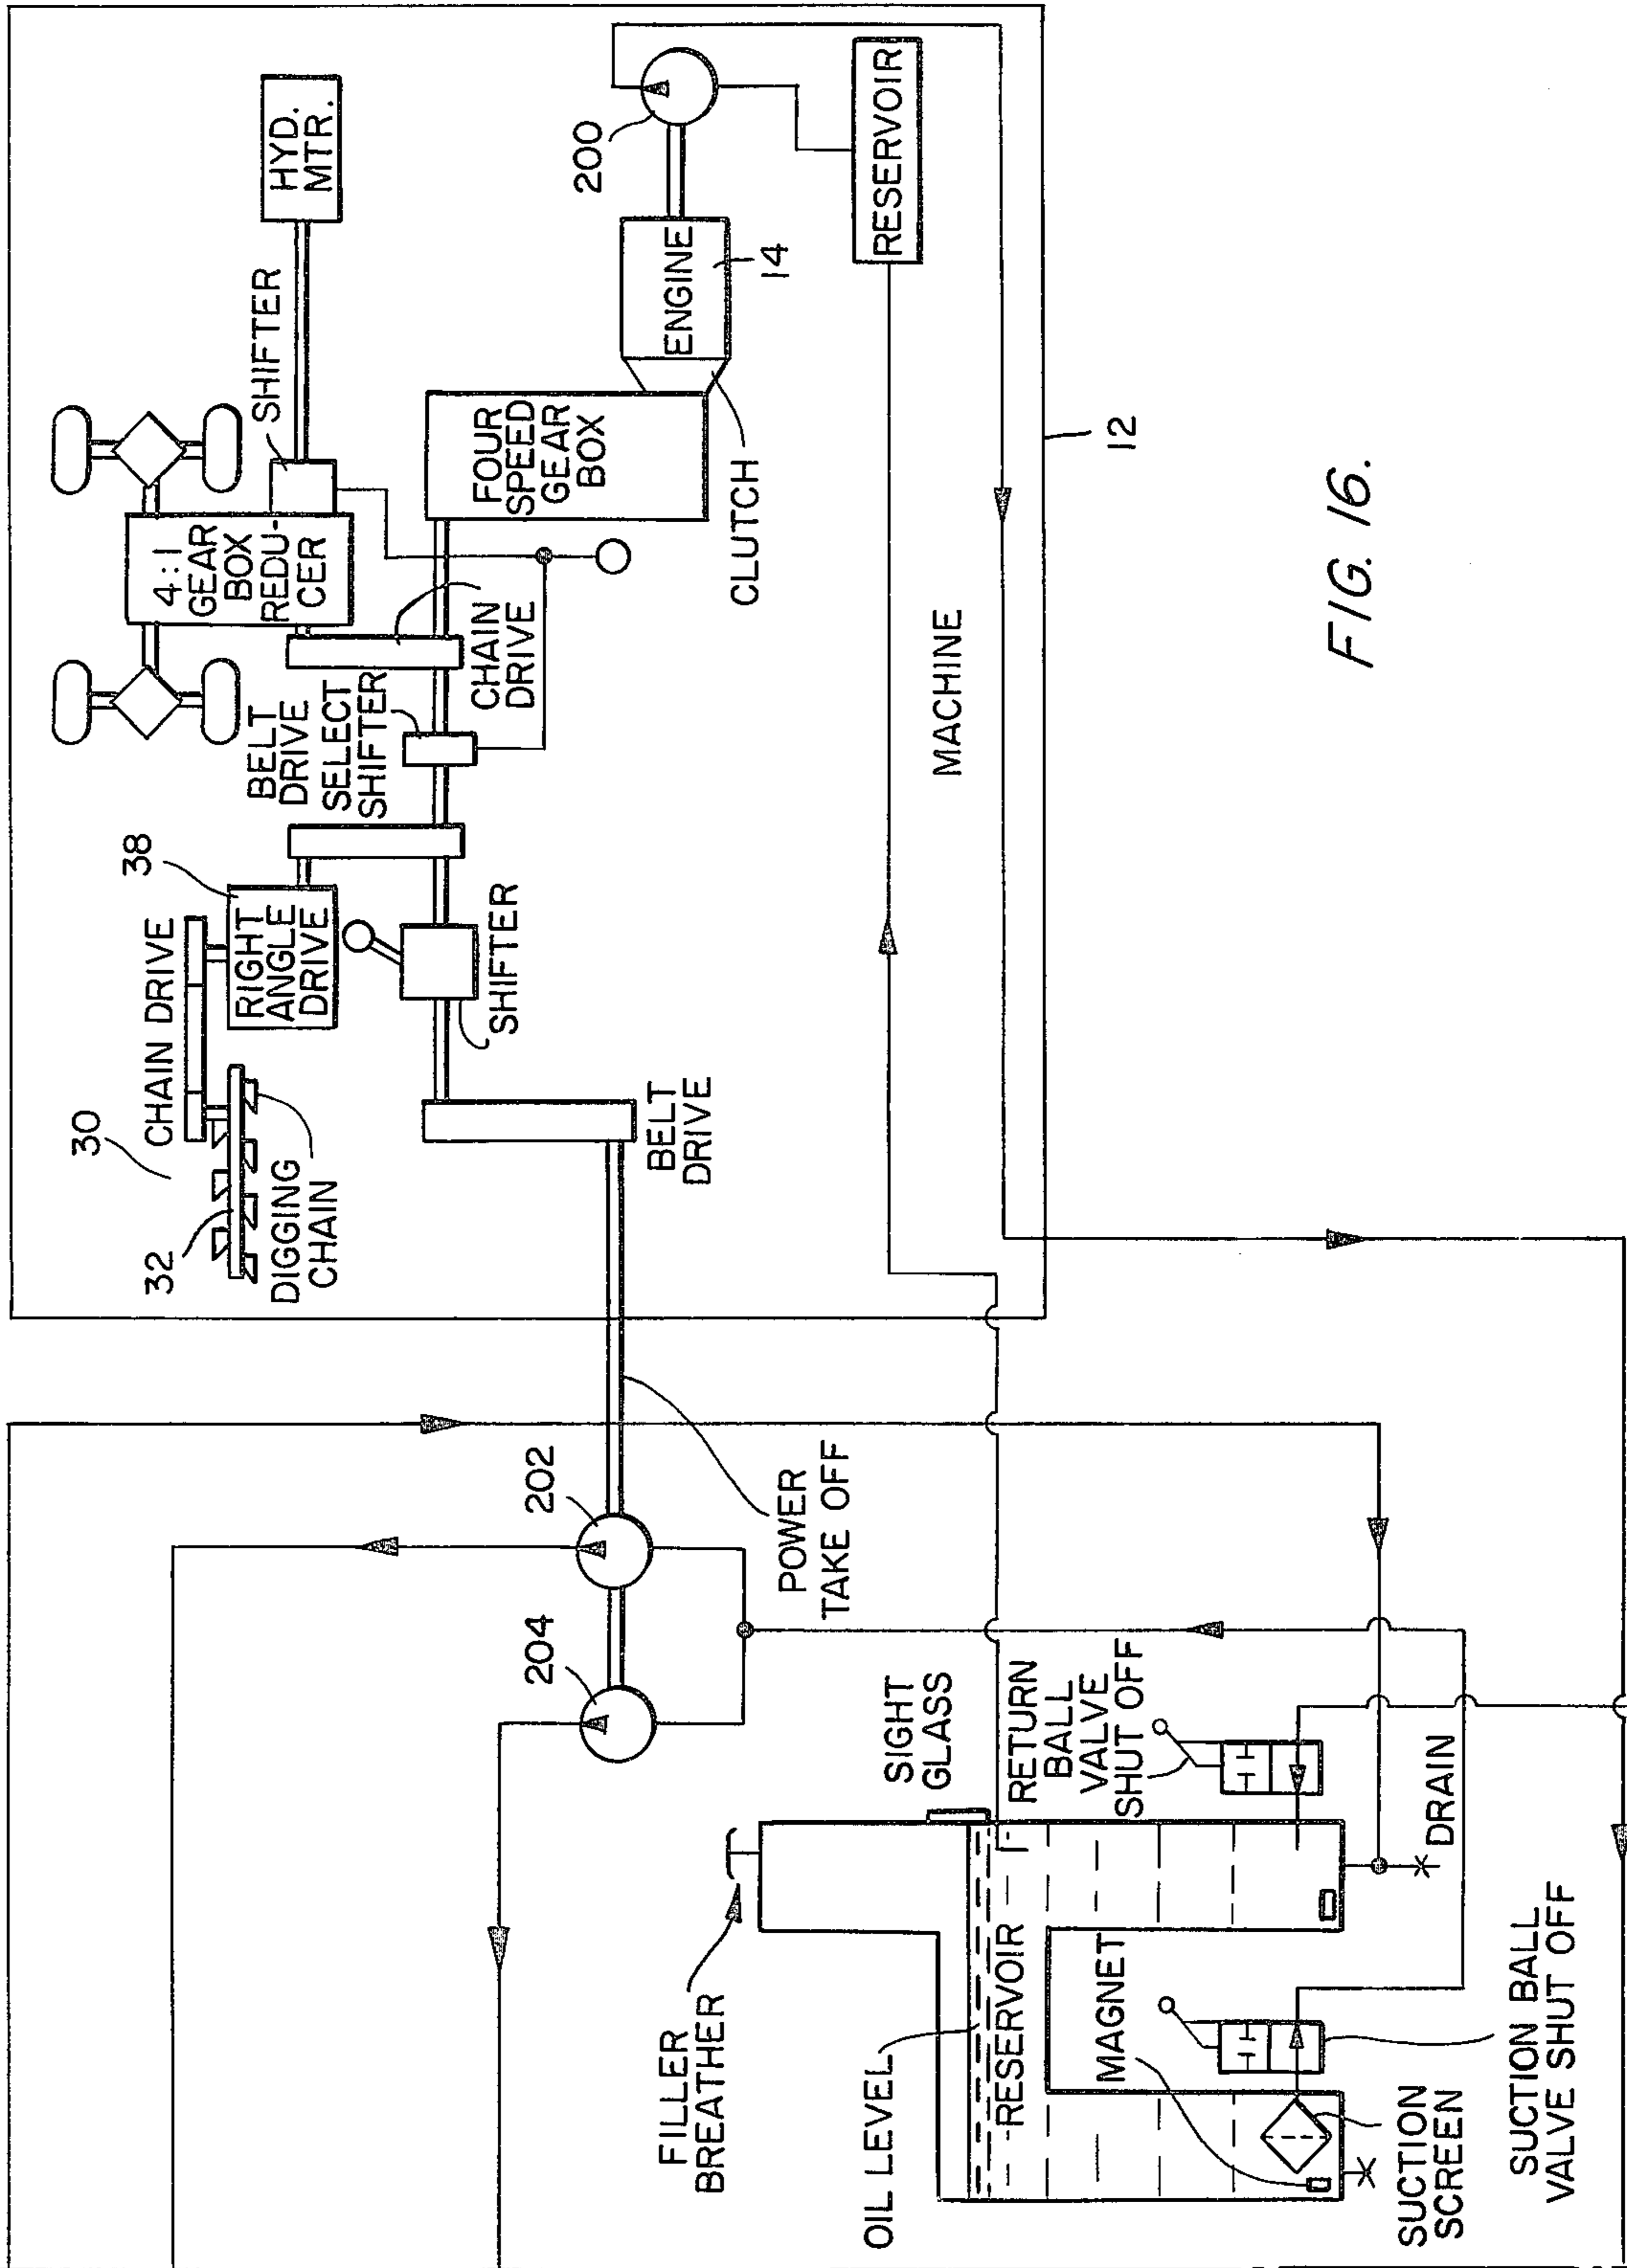 HYD.
MTR.
SHIFTER
4:1
GEAR
BOX
REDU-
CER
FOUR
SPEED
GEAR
BOX
CLUTCH
ENGINE
14
200
RESERVOIR
CHAIN
DRIVE
BELT
DRIVE
SELECT
SHIFTER
38
RIGHT
ANGLE
DRIVE
CHAIN DRIVE
30
32
DIGGING
CHAIN
SHIFTER
BELT
DRIVE
MACHINE
12
FIG. 16.
202
204
POWER
TAKE OFF
SIGHT
GLASS
RETURN
BALL
VALVE
SHUT OFF
DRAIN
FILLER
BREATHER
OIL LEVEL
RESERVOIR
MAGNET
SUCTION
SCREEN
SUCTION BALL
VALVE SHUT OFF